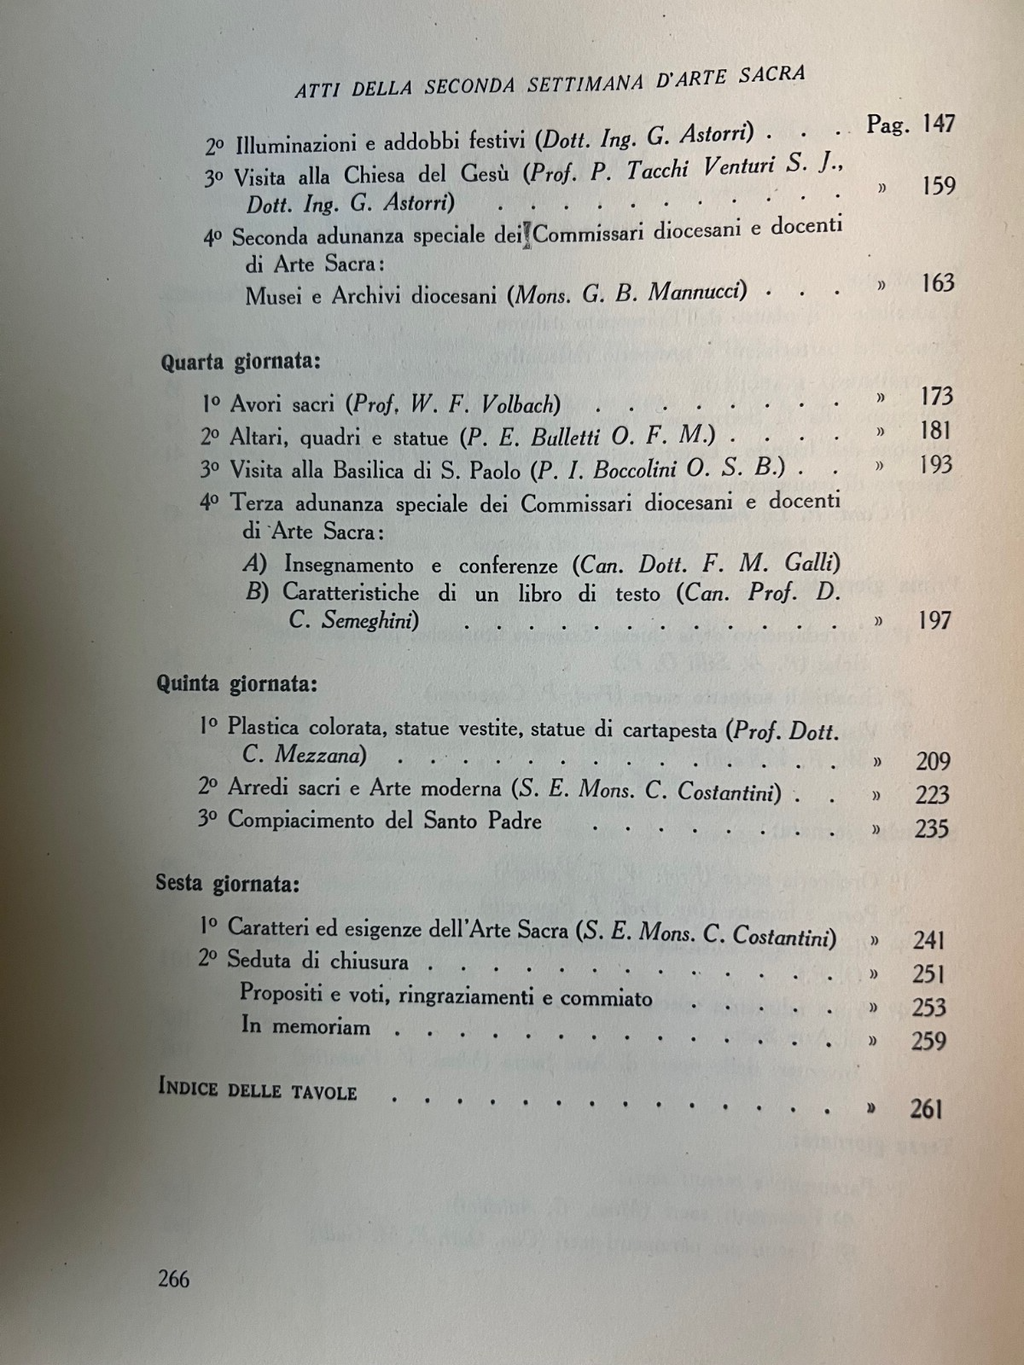 ATTI DELLA SECONDA SETTIMANA D'ARTE SACRA
2º Illuminazioni e addobbi festivi (Dott. Ing. G. Astorri) . . . Pag. 147
3º Visita alla Chiesa del Gesù (Prof. P. Tacchi Venturi S. J.,
Dott. Ing. G. Astorri) . . . . . . . . . . . » 159
4º Seconda adunanza speciale dei Commissari diocesani e docenti
di Arte Sacra:
Musei e Archivi diocesani (Mons. G. B. Mannucci) . . . » 163
Quarta giornata:
1º Avori sacri (Prof. W. F. Volbach) . . . . . . . . » 173
2º Altari, quadri e statue (P. E. Bulletti O. F. M.) . . . . » 181
3º Visita alla Basilica di S. Paolo (P. I. Boccolini O. S. B.) . . » 193
4º Terza adunanza speciale dei Commissari diocesani e docenti
di Arte Sacra:
A) Insegnamento e conferenze (Can. Dott. F. M. Galli)
B) Caratteristiche di un libro di testo (Can. Prof. D.
C. Semeghini) . . . . . . . . . . . . » 197
Quinta giornata:
1º Plastica colorata, statue vestite, statue di cartapesta (Prof. Dott.
C. Mezzana) . . . . . . . . . . . . . . » 209
2º Arredi sacri e Arte moderna (S. E. Mons. C. Costantini) . . » 223
3º Compiacimento del Santo Padre . . . . . . . . » 235
Sesta giornata:
1º Caratteri ed esigenze dell'Arte Sacra (S. E. Mons. C. Costantini) » 241
2º Seduta di chiusura . . . . . . . . . . . . . » 251
Propositi e voti, ringraziamenti e commiato . . . . . » 253
In memoriam . . . . . . . . . . . . . . » 259
INDICE DELLE TAVOLE . . . . . . . . . . . . . . » 261
266